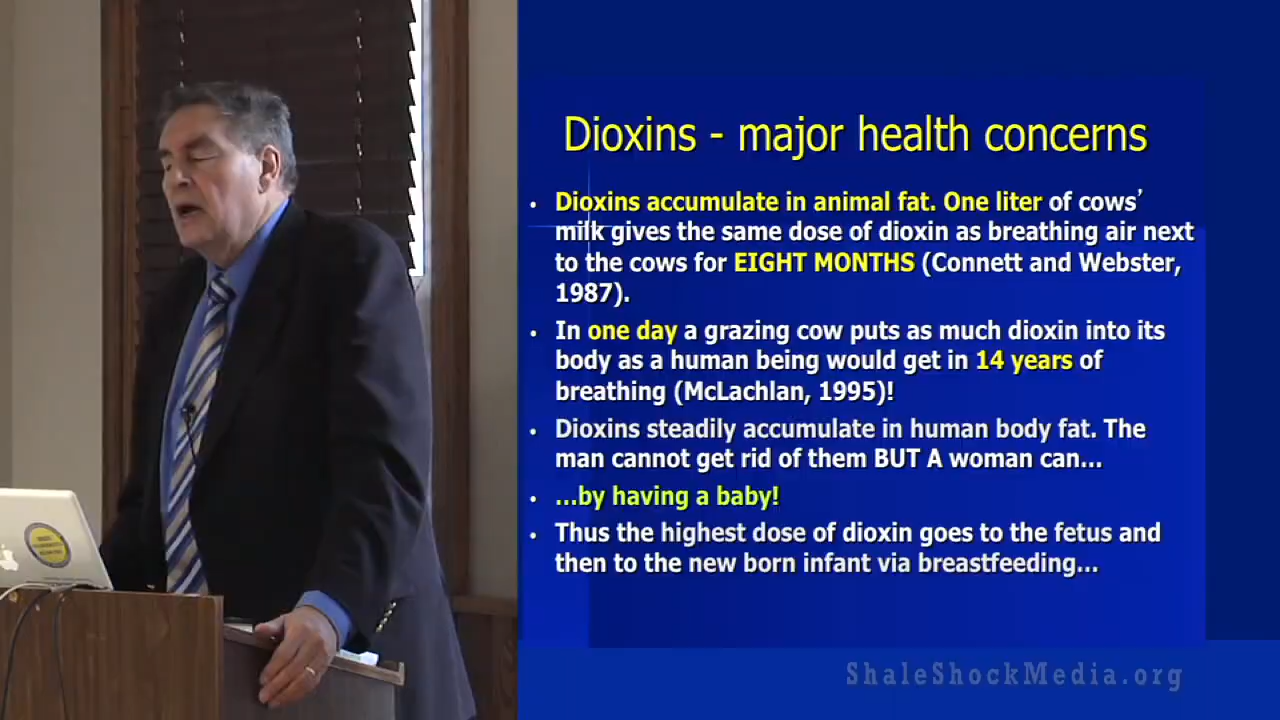 Dioxins - major health concerns
• Dioxins accumulate in animal fat. One liter of cows’
milk gives the same dose of dioxin as breathing air next
to the cows for EIGHT MONTHS (Connett and Webster,
1987).
• In one day a grazing cow puts as much dioxin into its
body as a human being would get in 14 years of
breathing (McLachlan, 1995)!
• Dioxins steadily accumulate in human body fat. The
man cannot get rid of them BUT A woman can...
• ...by having a baby!
• Thus the highest dose of dioxin goes to the fetus and
then to the new born infant via breastfeeding...
ShaleShockMedia.org